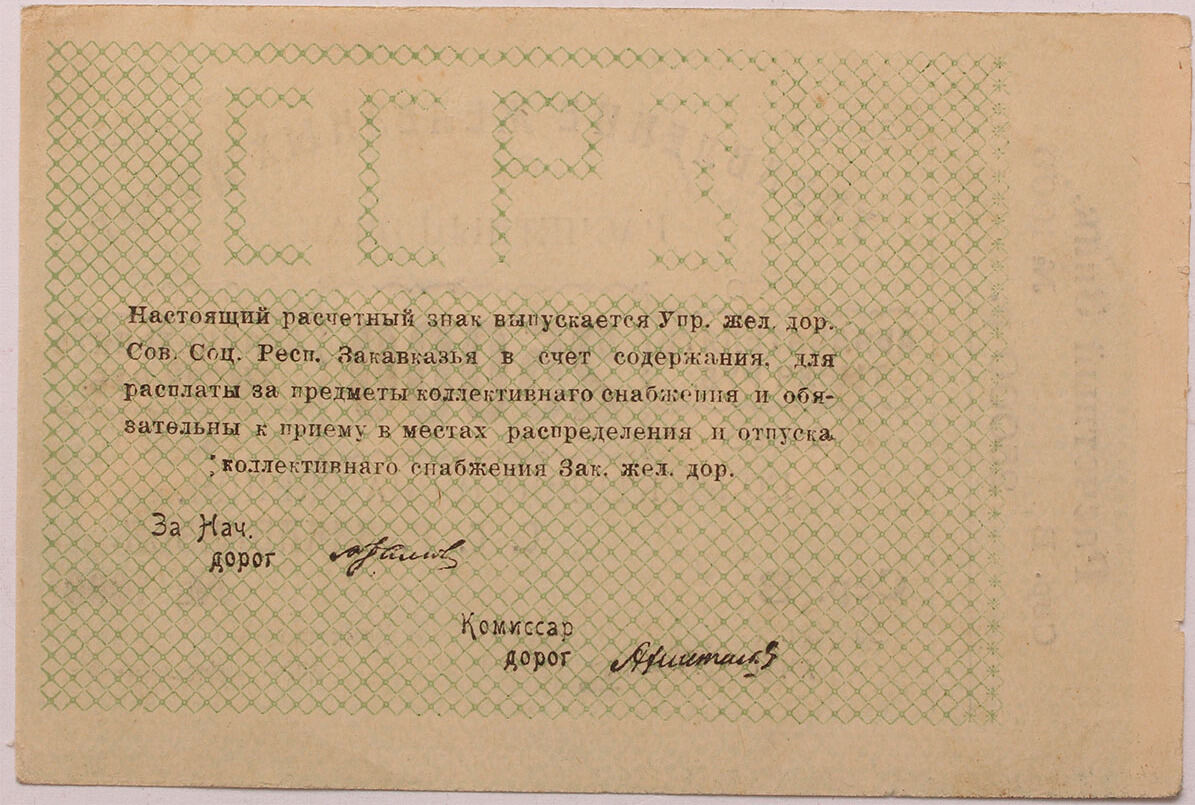 ССРЗ
Настоящий расчетный знак выпускается Упр. жел. дор.
Сов. Соц. Респ. Закавказья в счет содержания, для
расплаты за предметы коллективнаго снабжения и обя-
зательны к приему в местах распределения и отпуска
коллективнаго снабжения Зак. жел. дор.
За Нач.
дорог
Комиссар
дорог